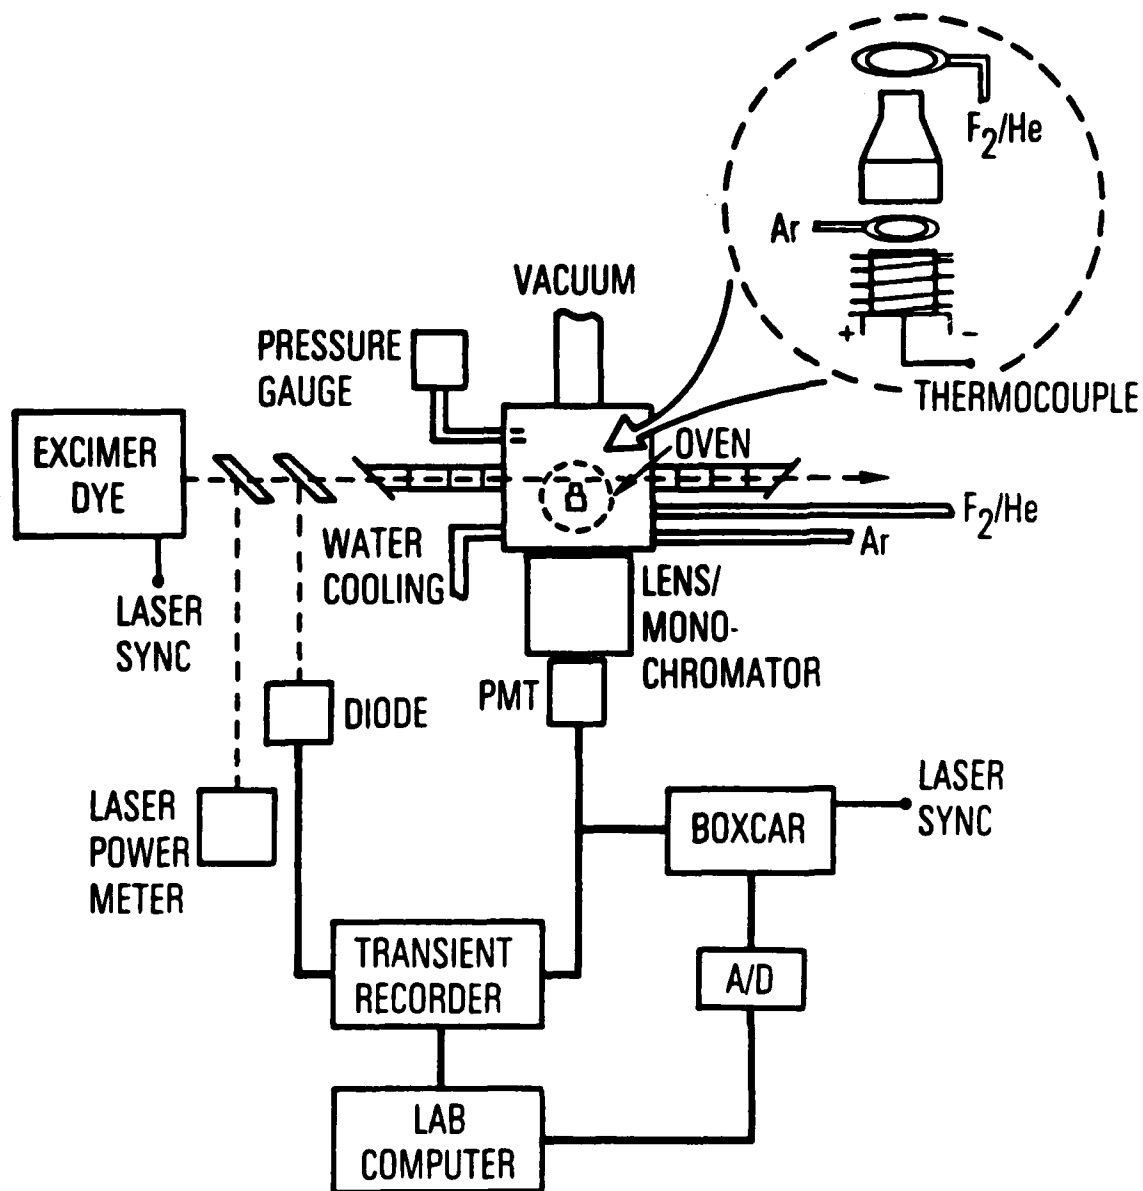 F2/He
Ar
+
-
THERMOCOUPLE
VACUUM
PRESSURE
GAUGE
EXCIMER
DYE
OVEN
F2/He
Ar
WATER
COOLING
LENS/
MONO-
CHROMATOR
LASER
SYNC
PMT
DIODE
LASER
POWER
METER
BOXCAR
LASER
SYNC
TRANSIENT
RECORDER
A/D
LAB
COMPUTER